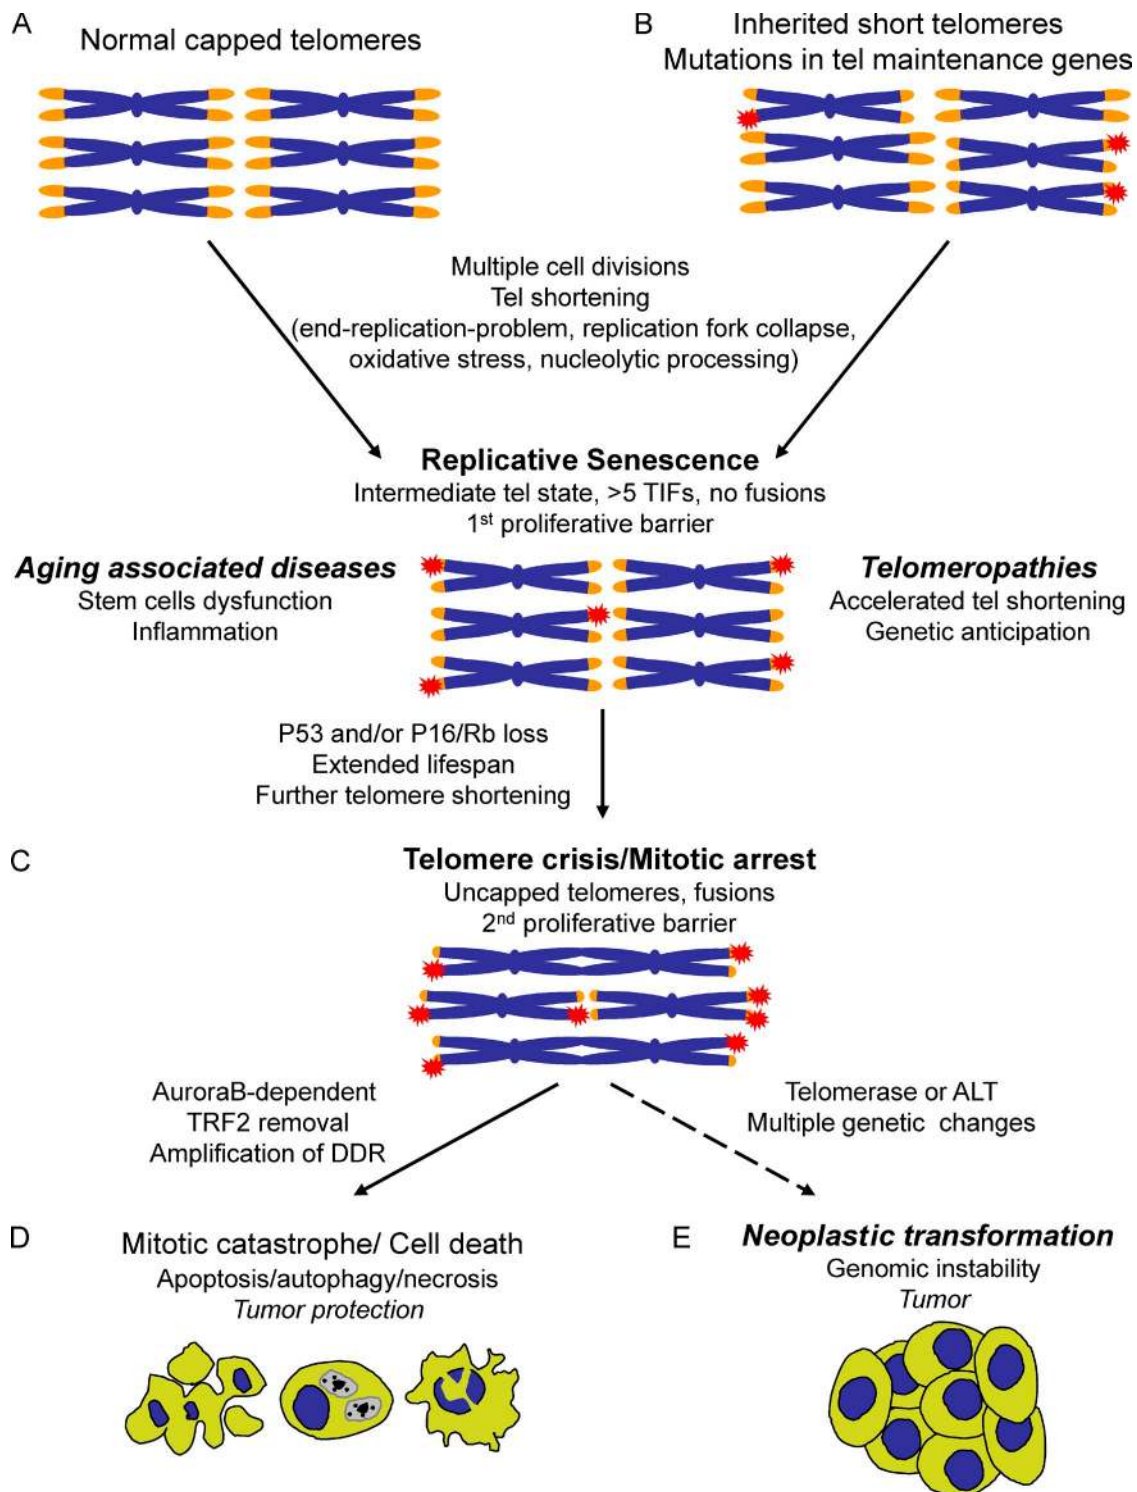 A
Normal capped telomeres
B
Inherited short telomeres
Mutations in tel maintenance genes
Multiple cell divisions
Tel shortening
(end-replication-problem, replication fork collapse,
oxidative stress, nucleolytic processing)
Replicative Senescence
Intermediate tel state, >5 TIFs, no fusions
1st proliferative barrier
Aging associated diseases
Stem cells dysfunction
Inflammation
Telomeropathies
Accelerated tel shortening
Genetic anticipation
P53 and/or P16/Rb loss
Extended lifespan
Further telomere shortening
C
Telomere crisis/Mitotic arrest
Uncapped telomeres, fusions
2nd proliferative barrier
AuroraB-dependent
TRF2 removal
Amplification of DDR
Telomerase or ALT
Multiple genetic changes
D
Mitotic catastrophe/ Cell death
Apoptosis/autophagy/necrosis
Tumor protection
E
Neoplastic transformation
Genomic instability
Tumor